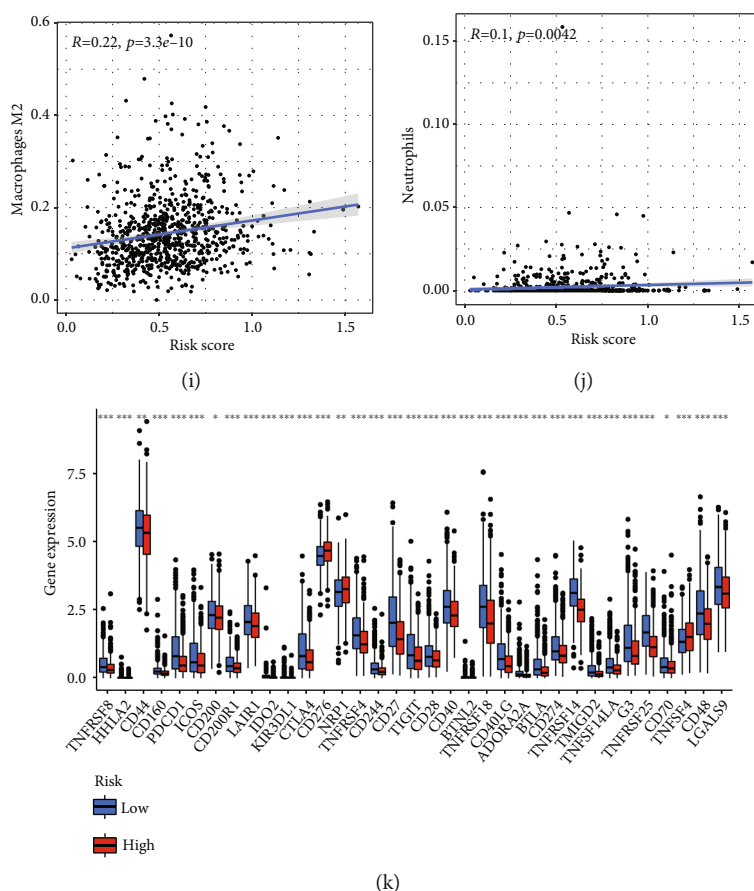 R=0.22, p=3.3e−10
0.6
0.4
0.2
0.0
Macrophages M2
0.0 0.5 1.0 1.5
Risk score
(i)
R=0.1, p=0.0042
0.15
0.10
0.05
0.00
Neutrophils
0.0 0.5 1.0 1.5
Risk score
(j)
*** *** ** *** *** *** * *** *** *** *** *** *** ** *** *** *** *** *** *** *** *** *** *** *** *** *** *** *** *** *** * *** *** ***
7.5
5.0
2.5
0.0
Gene expression
TNFRSF8
HHLA2
CD44
CD160
PDCD1
ICOS
CD200
CD200R1
LAIR1
IDO2
KIR3DL1
CTLA4
CD276
NRP1
TNFRSF4
CD244
CD27
TIGIT
CD28
CD40
BTNL2
TNFRSF18
CD40LG
ADORA2A
BTLA
CD274
TNFRSF14
TMIGD2
TNFSF14LA
G3
TNFRSF25
CD70
TNFSF4
CD48
LGALS9
Risk
Low
High
(k)